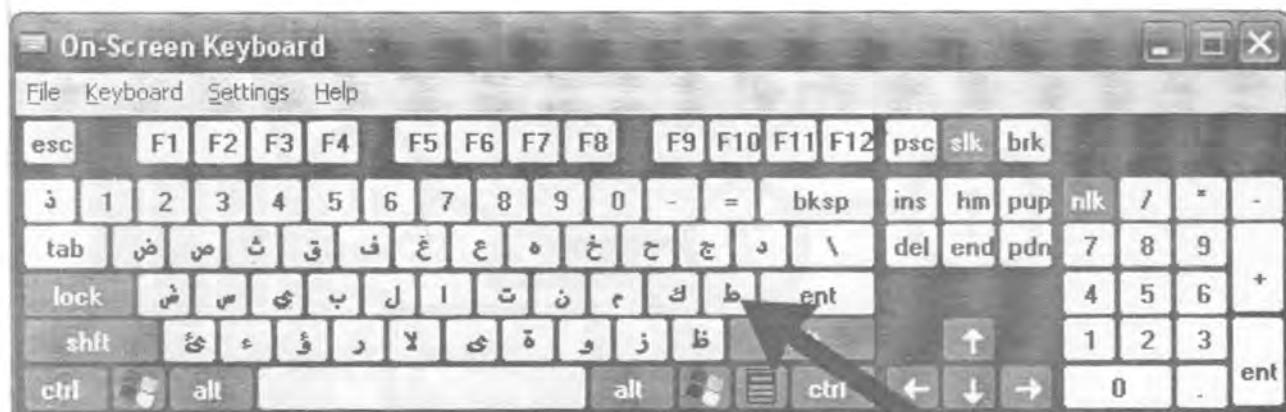 On-Screen Keyboard
File Keyboard Settings Help
esc F1 F2 F3 F4 F5 F6 F7 F8 F9 F10 F11 F12 psc slk brk
ذ 1 2 3 4 5 6 7 8 9 0 - = bksp ins hm pup nlk / * -
tab ض ص ث ق ف غ ع ه خ ح ج د \ del end pdn 7 8 9 +
lock ش س ي ب ل ا ت ن م ك ط ent 4 5 6
shft ئ ء ؤ ر لا ى ة و ز ظ 1 2 3 ent
ctrl alt alt ctrl 0 .